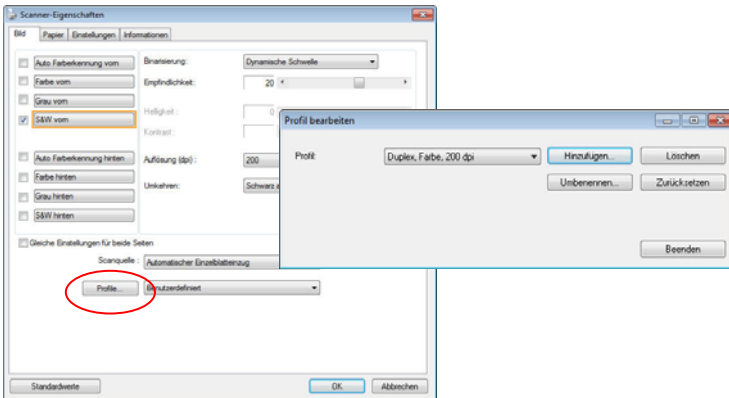 Scanner-Eigenschaften
Bild Papier Einstellungen Informationen
Auto Farberkennung vorn
Farbe vorn
Grau vorn
S&W vorn
Auto Farberkennung hinten
Farbe hinten
Grau hinten
S&W hinten
Binarisierung: Dynamische Schwelle
Empfindlichkeit: 20
Helligkeit : 0
Kontrast :
Auflösung (dpi) : 200
Umkehren: Schwarz a
Gleiche Einstellungen für beide Seiten
Scanquelle : Automatischer Einzelblatteinzug
Profile... Benutzerdefiniert
Standardwerte OK Abbrechen
Profil bearbeiten
Profil: Duplex, Farbe, 200 dpi Hinzufügen... Löschen
Umbenennen... Zurücksetzen
Beenden